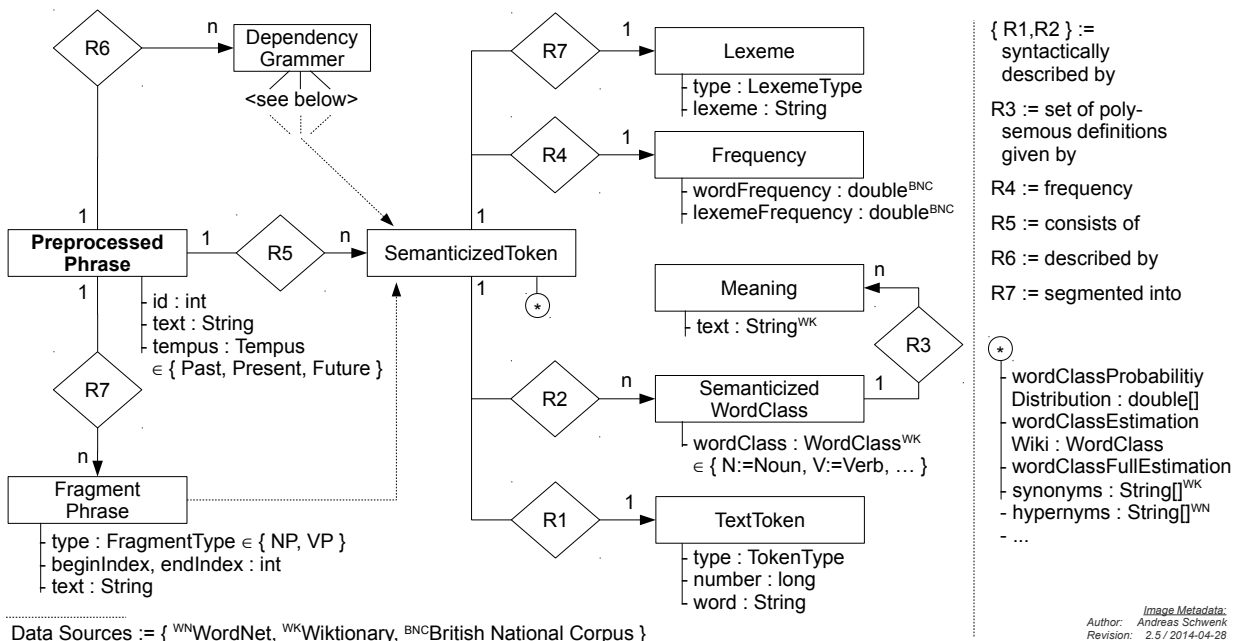 R6
n
Dependency
Grammer
<see below>
1
Preprocessed
Phrase
- id : int
- text : String
- tempus : Tempus
∈ { Past, Present, Future }
1
R5
n
1
R7
n
Fragment
Phrase
- type : FragmentType ∈ { NP, VP }
- beginIndex, endIndex : int
- text : String
SemanticizedToken
1
1
*
R7
1
Lexeme
- type : LexemeType
- lexeme : String
R4
1
Frequency
- wordFrequency : double^BNC
- lexemeFrequency : double^BNC
Meaning
- text : String^WK
n
R3
1
R2
n
Semanticized
WordClass
- wordClass : WordClass^WK
∈ { N:=Noun, V:=Verb, … }
R1
1
TextToken
- type : TokenType
- number : long
- word : String
{ R1,R2 } :=
syntactically
described by
R3 := set of poly-
semous definitions
given by
R4 := frequency
R5 := consists of
R6 := described by
R7 := segmented into
*
- wordClassProbabilitiy
Distribution : double[]
- wordClassEstimation
Wiki : WordClass
- wordClassFullEstimation
- synonyms : String[]^WK
- hypernyms : String[]^WN
- ...
Data Sources := { ^WN WordNet, ^WK Wiktionary, ^BNC British National Corpus }
Image Metadata:
Author: Andreas Schwenk
Revision: 2.5 / 2014-04-28